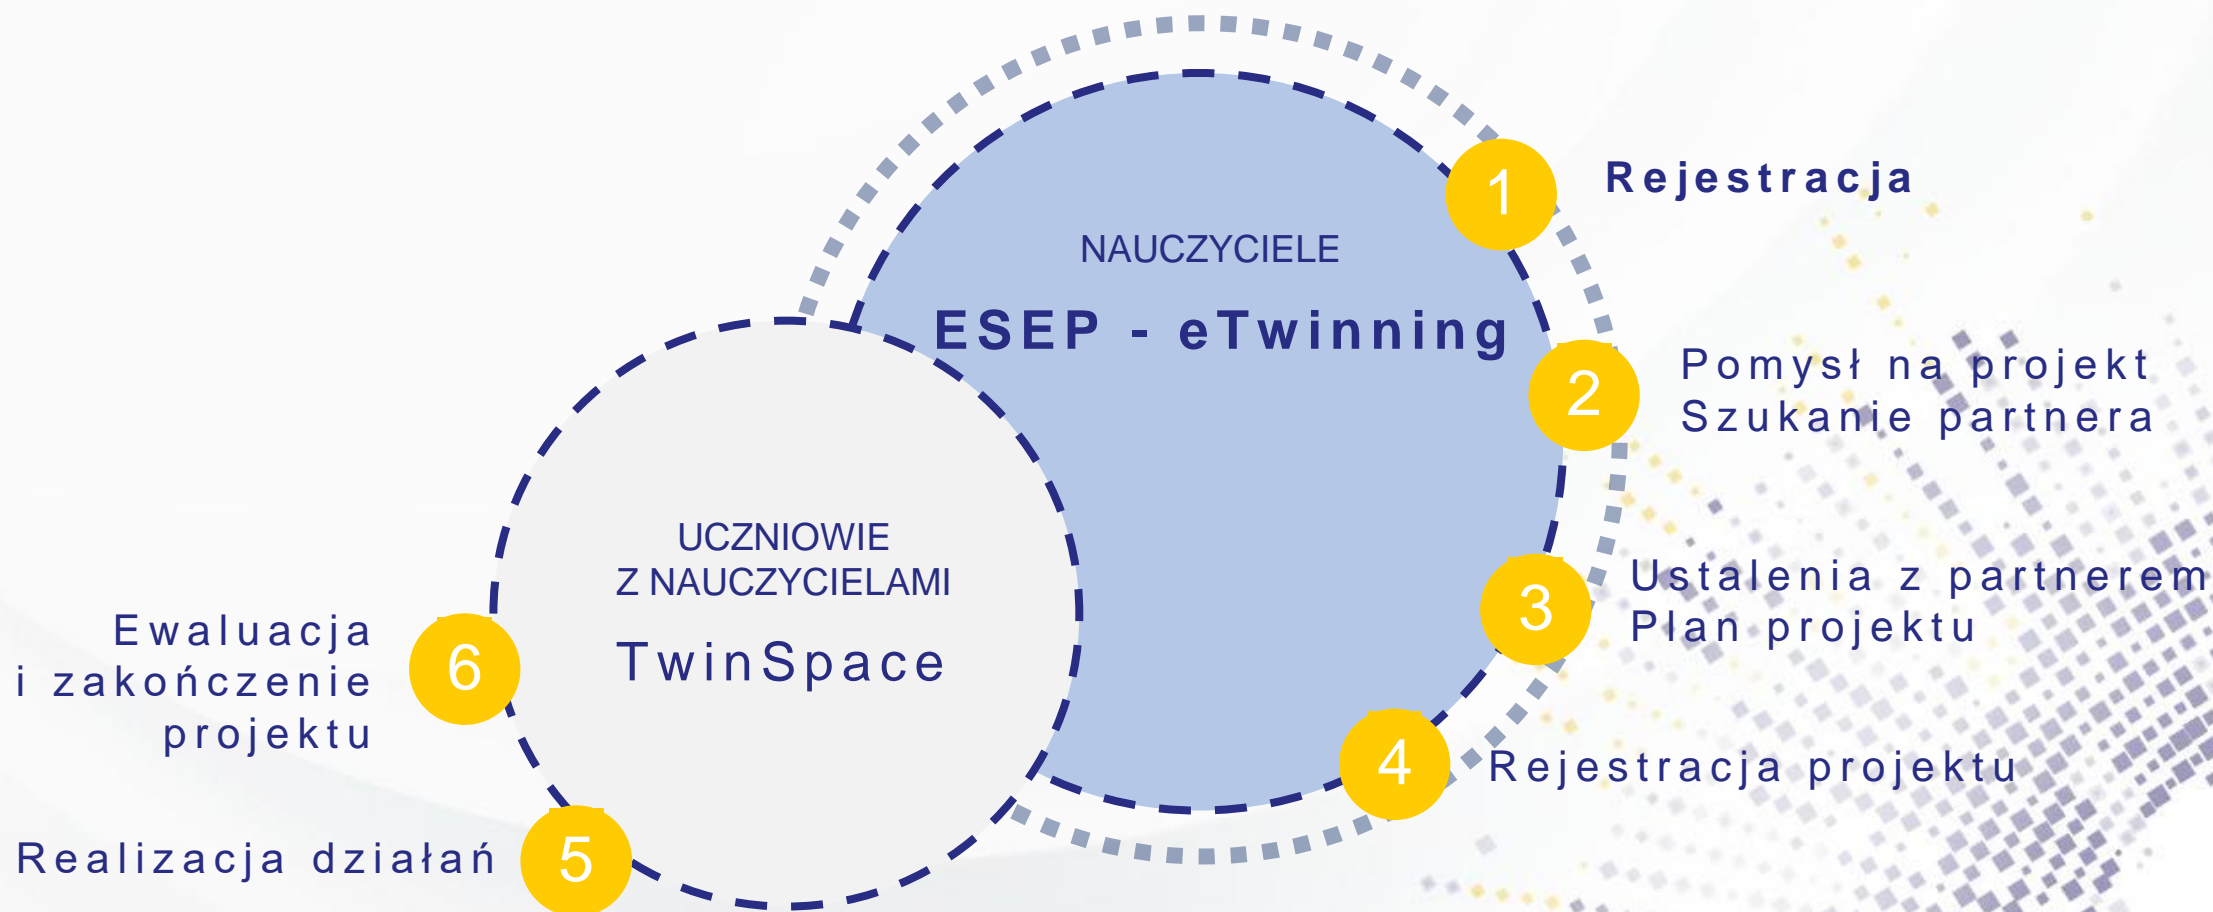 1
Rejestracja
NAUCZYCIELE
ESEP - eTwinning
2
Pomysł na projekt
Szukanie partnera
UCZNIOWIE
Z NAUCZYCIELAMI
TwinSpace
3
Ustalenia z partnerem
Plan projektu
4
Rejestracja projektu
5
Realizacja działań
6
Ewaluacja
i zakończenie
projektu